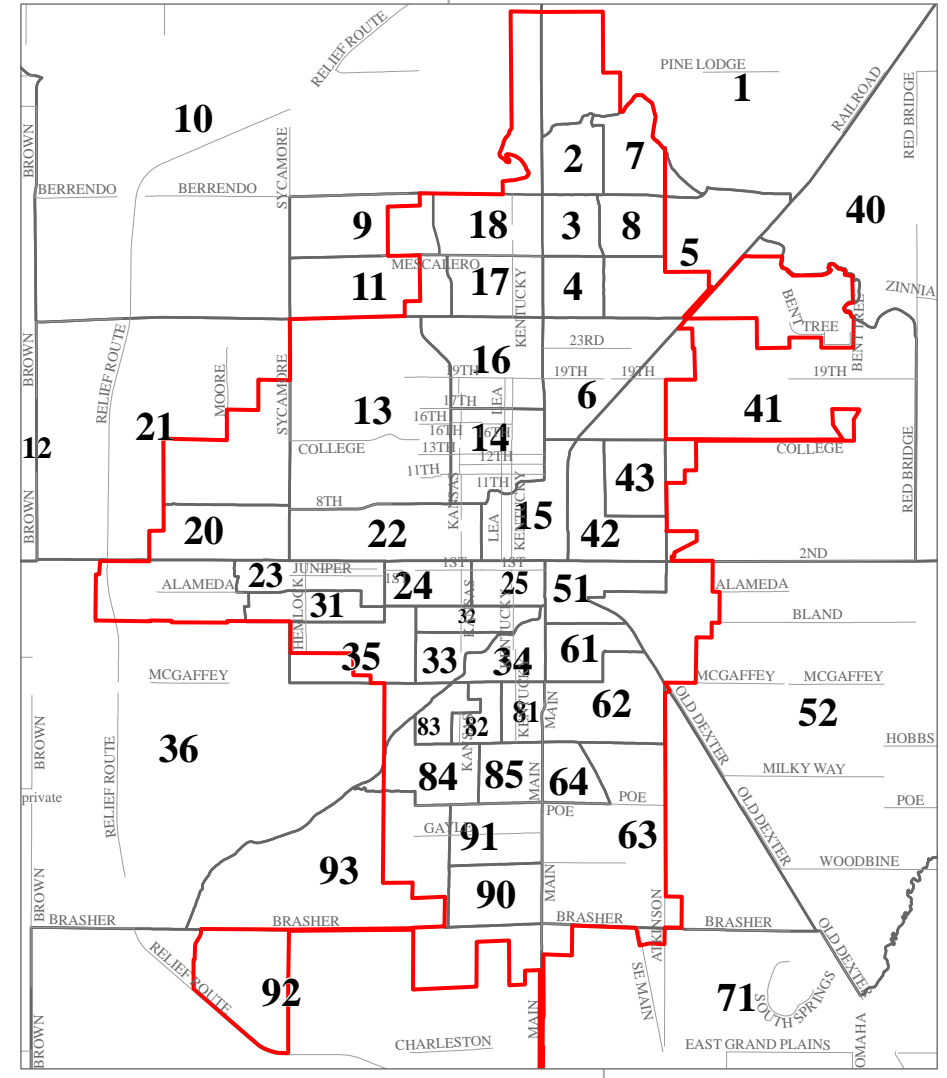 RELIEF ROUTE
PINE LODGE
1
RAILROAD
RED BRIDGE
10
BROWN
SYCAMORE
2
7
BERRENDO
BERRENDO
40
9
18
3
8
5
MESCALERO
11
17
4
KENTUCKY
BENT
TREE
BENT TREE
ZINNIA
BROWN
RELIEF ROUTE
MOORE
SYCAMORE
16
23RD
19TH
19TH
19TH
19TH
LEA
6
17TH
13
16TH
16TH
16TH
14
41
21
12
COLLEGE
13TH
12TH
COLLEGE
11TH
11TH
43
RED BRIDGE
BROWN
8TH
KANSAS
LEA
KENTUCKY
15
20
22
42
2ND
23
JUNIPER
1ST
1ST
1ST
24
25
51
ALAMEDA
ALAMEDA
HEMLOCK
31
KANSAS
32
BLAND
KENTUCKY
35
33
34
61
MCGAFFEY
MCGAFFEY
MCGAFFEY
OLD DEXTER
52
62
MAIN
81
KENTUCKY
83
82
KANSAS
BROWN
36
HOBBS
RELIEF ROUTE
84
85
MAIN
64
MILKY WAY
private
POE
POE
POE
OLD DEXTER
GAYLE
91
63
WOODBINE
93
90
MAIN
BROWN
BRASHER
BRASHER
BRASHER
ATKINSON
BRASHER
OLD DEXTER
RELIEF ROUTE
92
SE MAIN
71
SOUTH SPRINGS
BROWN
CHARLESTON
MAIN
EAST GRAND PLAINS
OMAHA